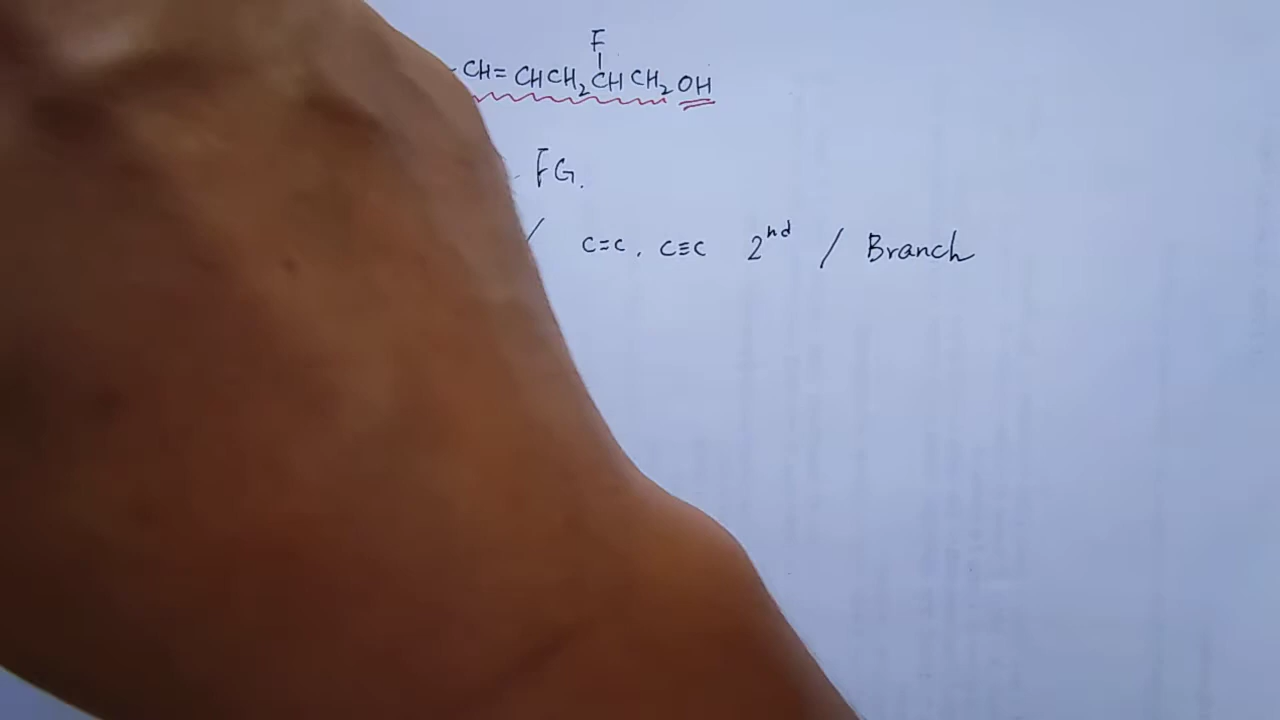 F
-CH=CHCH₂CHCH₂OH
FG.
/ C=C, C≡C 2nd / Branch